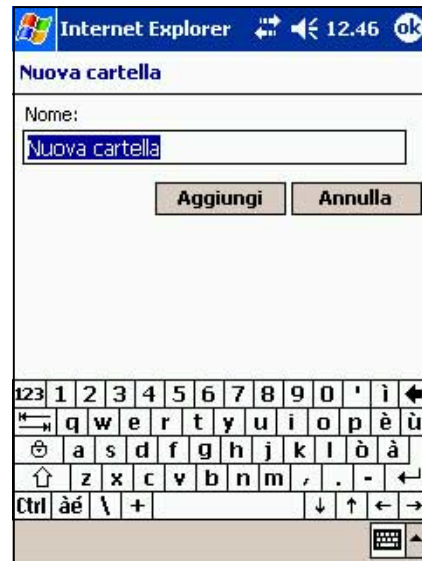 Internet Explorer 12.46 ok
Nuova cartella
Nome:
Nuova cartella
Aggiungi Annulla
123 1 2 3 4 5 6 7 8 9 0 ' ì
q w e r t y u i o p è ù
a s d f g h j k l ò à
z x c v b n m , . -
Ctrl àé \ +